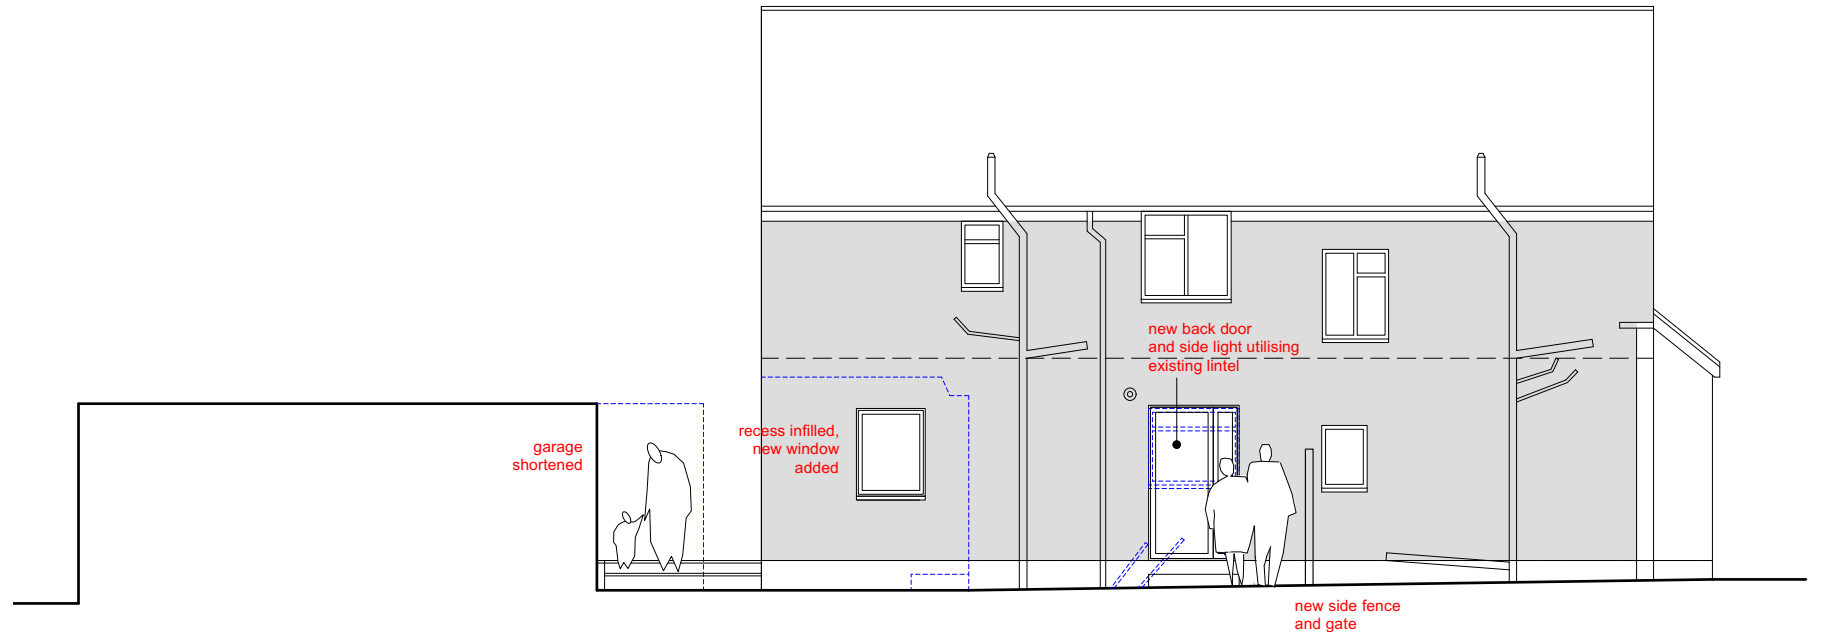 new back door
and side light utilising
existing lintel
recess infilled,
new window
added
garage
shortened
new side fence
and gate